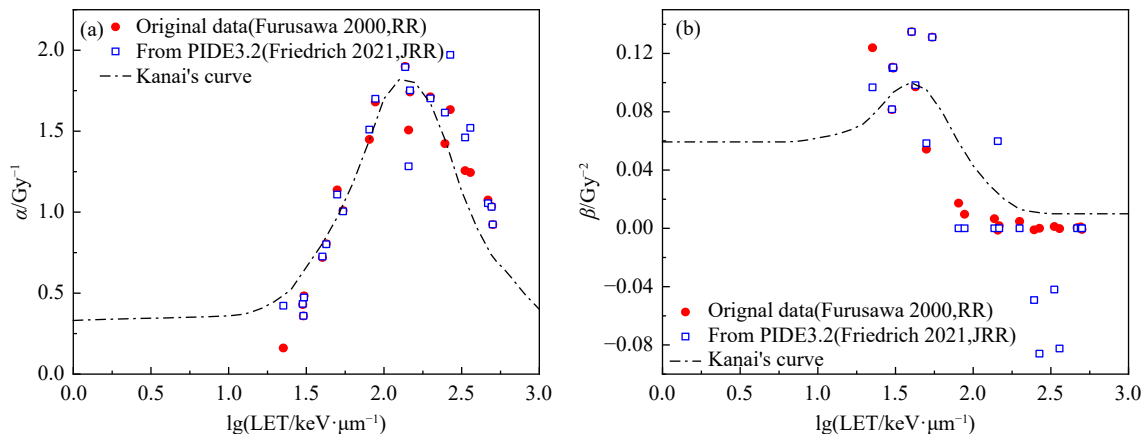 (a)
Original data(Furusawa 2000,RR)
From PIDE3.2(Friedrich 2021,JRR)
Kanai's curve
2.0
1.5
1.0
0.5
0.0
α/Gy⁻¹
0.0 0.5 1.0 1.5 2.0 2.5 3.0
lg(LET/keV·μm⁻¹)
(b)
0.12
0.08
0.04
0.00
−0.04
−0.08
β/Gy⁻²
Orignal data(Furusawa 2000,RR)
From PIDE3.2(Friedrich 2021,JRR)
Kanai's curve
0.0 0.5 1.0 1.5 2.0 2.5 3.0
lg(LET/keV·μm⁻¹)